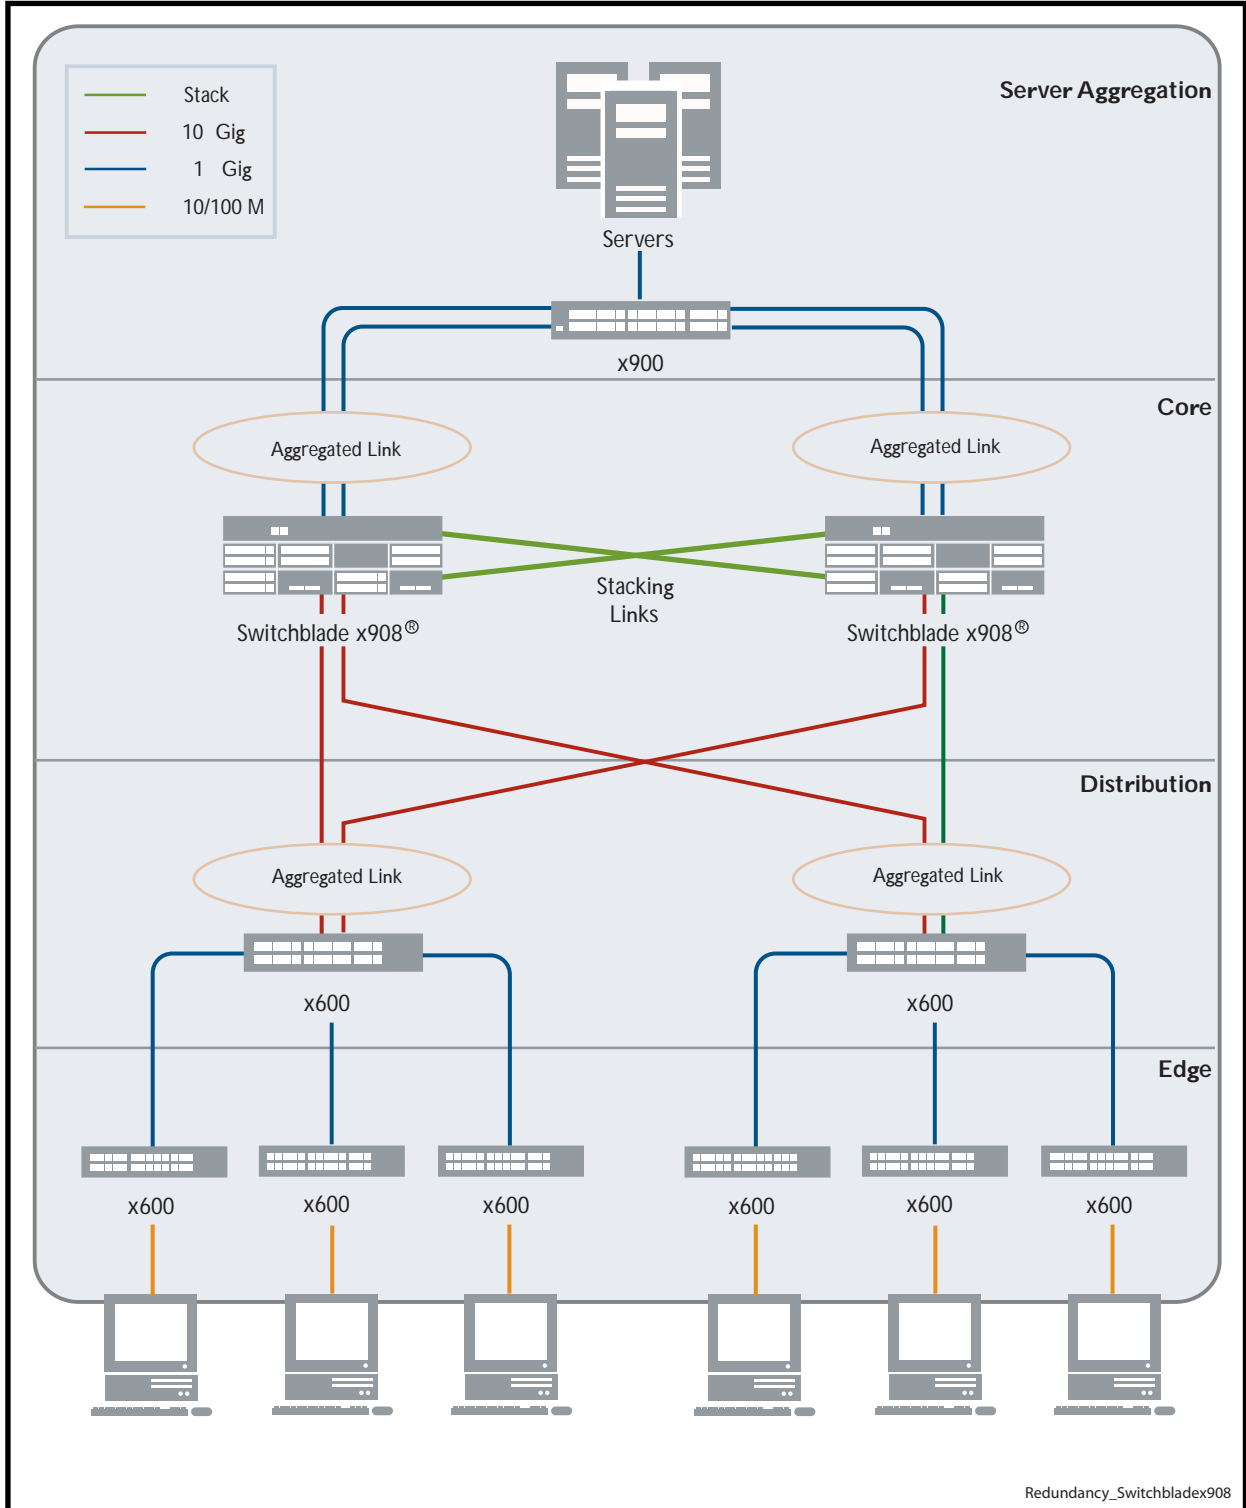 Stack
10 Gig
1 Gig
10/100 M
Server Aggregation
Servers
x900
Core
Aggregated Link
Aggregated Link
Stacking
Links
Switchblade x908®
Switchblade x908®
Distribution
Aggregated Link
Aggregated Link
x600
x600
Edge
x600
x600
x600
x600
x600
x600
Redundancy_Switchbladex908